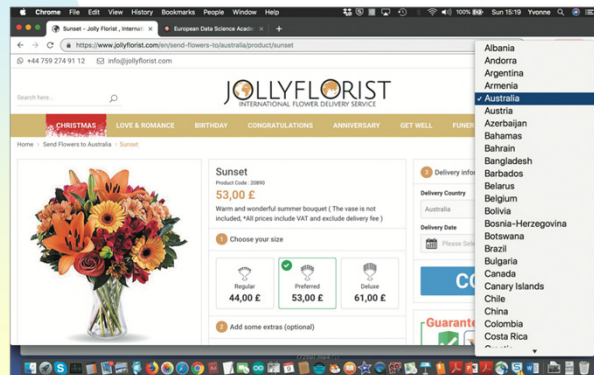 Chrome File Edit View History Bookmarks People Window Help
100% Sun 15:19 Yvonne
Sunset - Jolly Florist , Internat
European Data Science Acade
https://www.jollyflorist.com/en/send-flowers-to/australia/product/sunset
+44 759 274 91 12 info@jollyflorist.com
Search here...
JOLLYFLORIST
INTERNATIONAL FLOWER DELIVERY SERVICE
CHRISTMAS LOVE & ROMANCE BIRTHDAY CONGRATULATIONS ANNIVERSARY GET WELL FUNER
Home > Send Flowers to Australia > Sunset
Sunset
Product Code : 20890
53,00 £
Warm and wonderful summer bouquet ( The vase is not
included, *All prices include VAT and exclude delivery fee )
1 Choose your size
Regular
44,00 £
Preferred
53,00 £
Deluxe
61,00 £
2 Add some extras (optional)
3 Delivery infor
Delivery Country
Australia
Delivery Date
Please Sele
CO
Guarante
Albania
Andorra
Argentina
Armenia
✓ Australia
Austria
Azerbaijan
Bahamas
Bahrain
Bangladesh
Barbados
Belarus
Belgium
Bolivia
Bosnia-Herzegovina
Botswana
Brazil
Bulgaria
Canada
Canary Islands
Chile
China
Colombia
Costa Rica